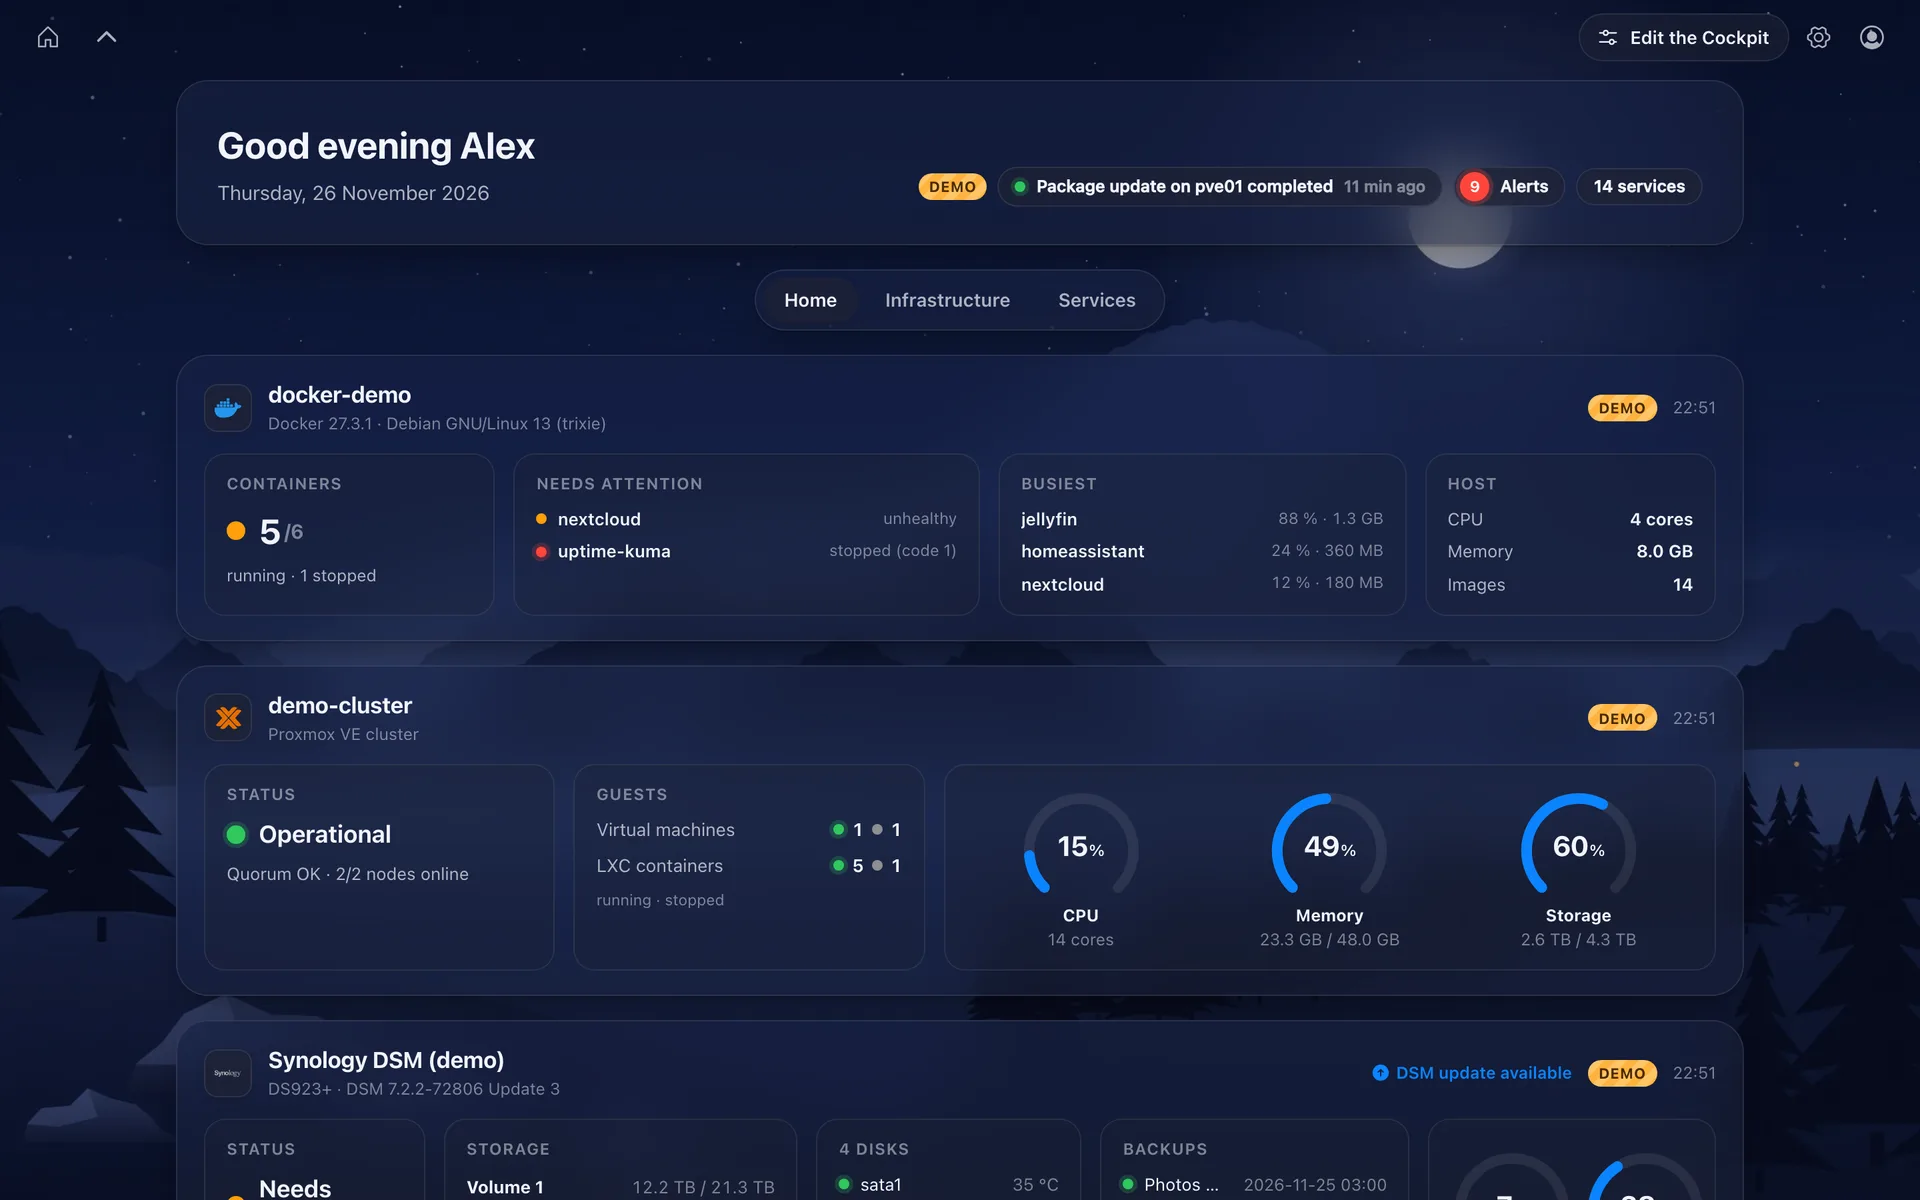 Edit the Cockpit
Good evening Alex
Thursday, 26 November 2026
DEMO
Package update on pve01 completed 11 min ago
9 Alerts
14 services
Home
Infrastructure
Services
docker-demo
Docker 27.3.1 · Debian GNU/Linux 13 (trixie)
DEMO 22:51
CONTAINERS
5/6
running · 1 stopped
NEEDS ATTENTION
nextcloud unhealthy
uptime-kuma stopped (code 1)
BUSIEST
jellyfin 88 % · 1.3 GB
homeassistant 24 % · 360 MB
nextcloud 12 % · 180 MB
HOST
CPU 4 cores
Memory 8.0 GB
Images 14
demo-cluster
Proxmox VE cluster
DEMO 22:51
STATUS
Operational
Quorum OK · 2/2 nodes online
GUESTS
Virtual machines 1 1
LXC containers 5 1
running · stopped
15%
CPU
14 cores
49%
Memory
23.3 GB / 48.0 GB
60%
Storage
2.6 TB / 4.3 TB
Synology
Synology DSM (demo)
DS923+ · DSM 7.2.2-72806 Update 3
DSM update available
DEMO 22:51
STATUS
Needs
STORAGE
Volume 1 12.2 TB / 21.3 TB
4 DISKS
sata1 35 °C
BACKUPS
Photos ... 2026-11-25 03:00